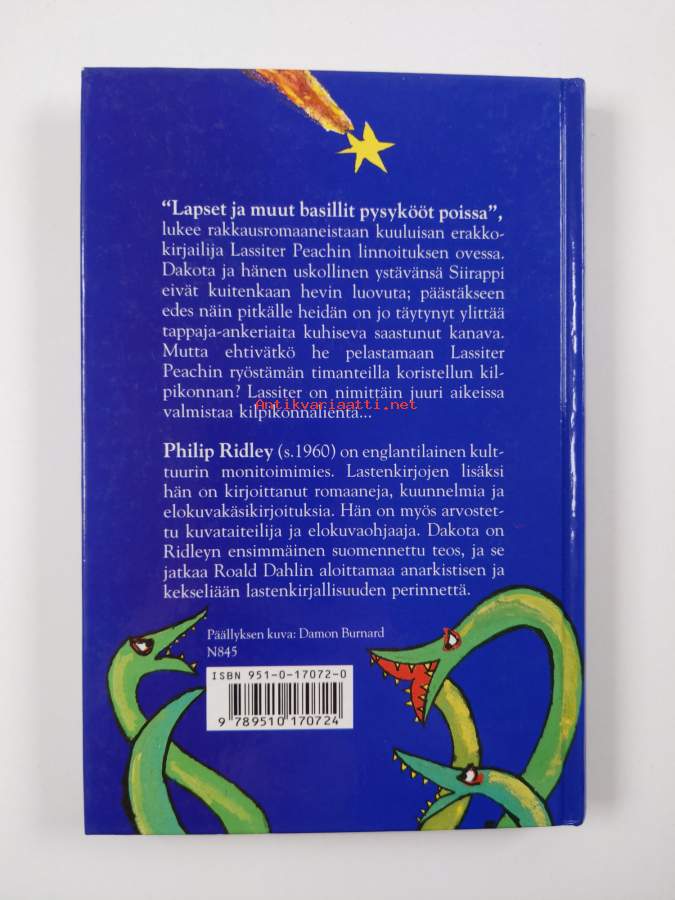 “Lapset ja muut basillit pysykööt poissa”,
lukee rakkausromaaneistaan kuuluisan erakko-
kirjailija Lassiter Peachin linnoituksen ovessa.
Dakota ja hänen uskollinen ystävänsä Siirappi
eivät kuitenkaan hevin luovuta; päästäkseen
edes näin pitkälle heidän on jo täytynyt ylittää
tappaja-ankeriaita kuhiseva saastunut kanava.
Mutta ehtivätkö he pelastamaan Lassiter
Peachin ryöstämän timanteilla koristellun kil-
pikonnan? Lassiter on nimittäin juuri aikeissa
Antikvariaatti.net
valmistaa kilpikonnalientä...
Philip Ridley (s.1960) on englantilainen kult-
tuurin monitoimimies. Lastenkirjojen lisäksi
hän on kirjoittanut romaaneja, kuunnelmia ja
elokuvakäsikirjoituksia. Hän on myös arvostet-
tu kuvataiteilija ja elokuvaohjaaja. Dakota on
Ridleyn ensimmäinen suomennettu teos, ja se
jatkaa Roald Dahlin aloittamaa anarkistisen ja
kekseliään lastenkirjallisuuden perinnettä.
Päällyksen kuva: Damon Burnard
N845
ISBN 951-0-17072-0
9 789510 170724